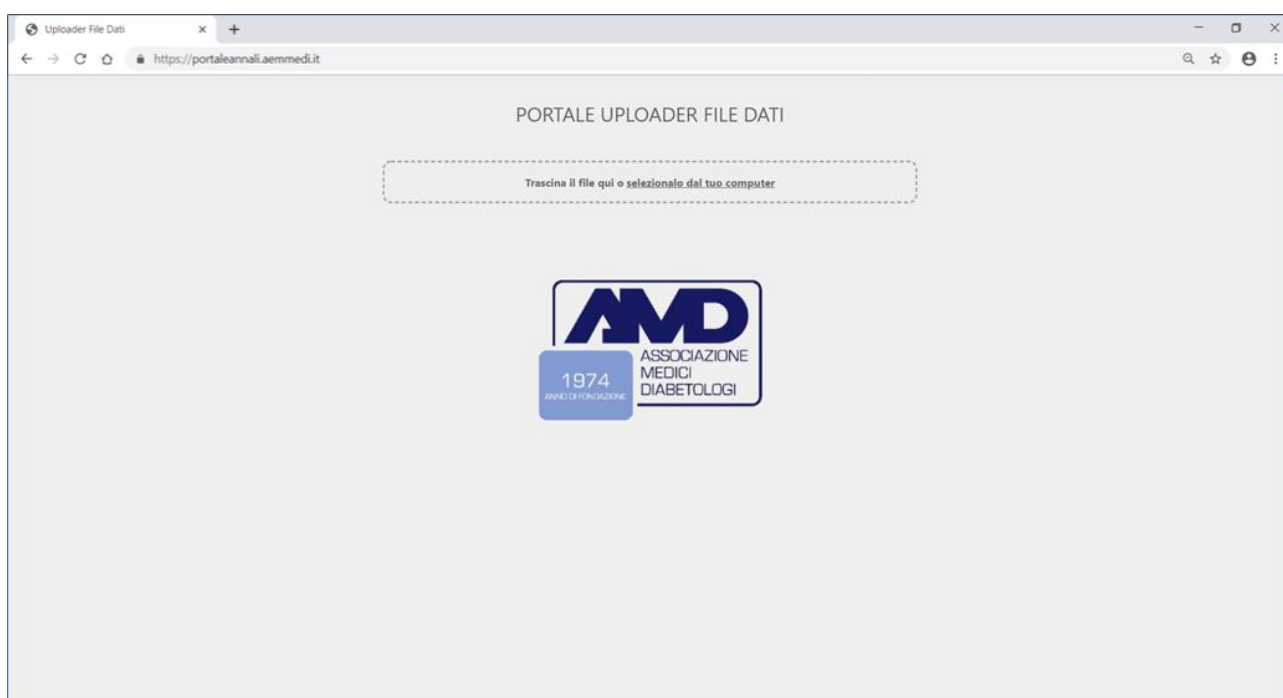 Uploader File Dati
https://portaleannali.aemmedi.it
PORTALE UPLOADER FILE DATI
Trascina il file qui o selezionalo dal tuo computer
AMD
ASSOCIAZIONE
MEDICI
DIABETOLOGI
1974
ANNO DI FONDAZIONE